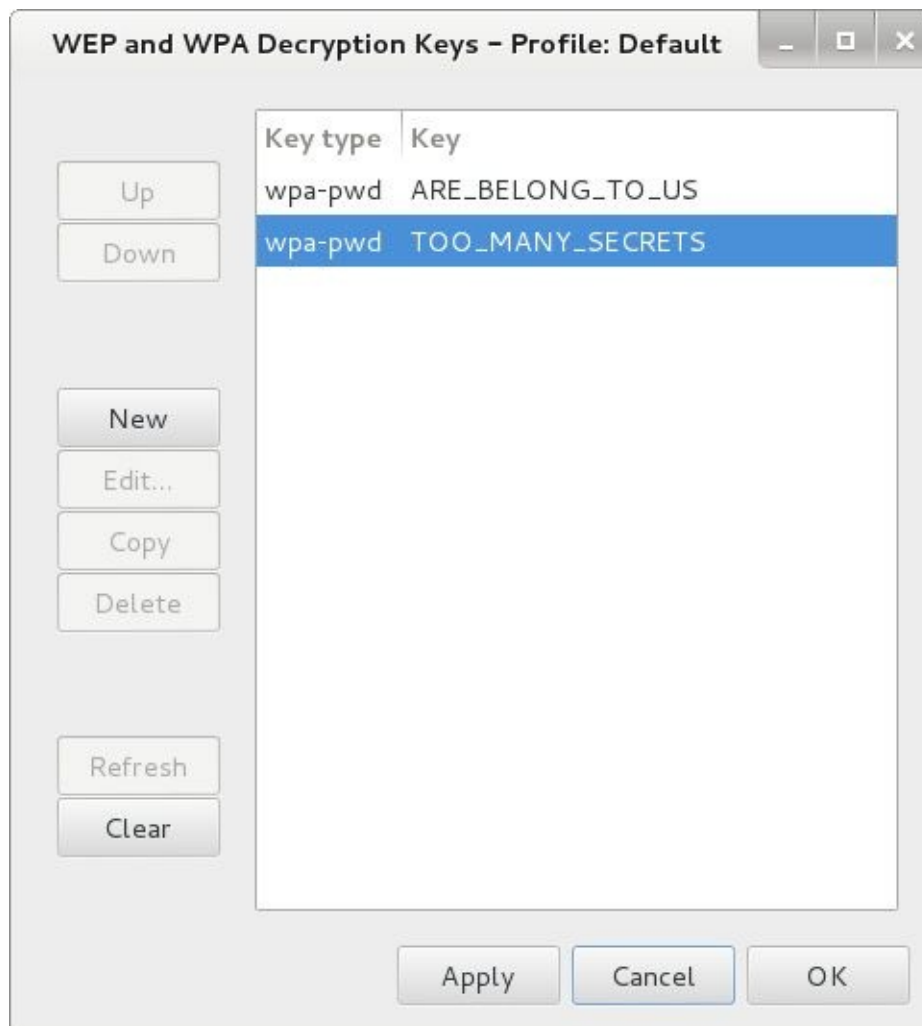 WEP and WPA Decryption Keys – Profile: Default
Key type Key
wpa-pwd ARE_BELONG_TO_US
wpa-pwd TOO_MANY_SECRETS
Up
Down
New
Edit...
Copy
Delete
Refresh
Clear
Apply Cancel OK